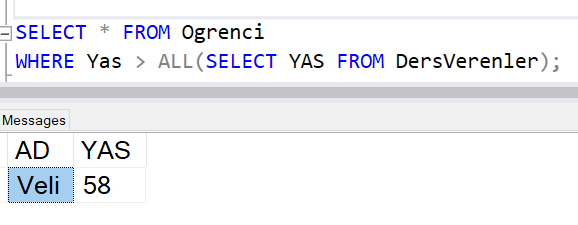 SELECT * FROM Ogrenci
WHERE Yas > ALL(SELECT YAS FROM DersVerenler);
Messages
AD YAS
Veli 58